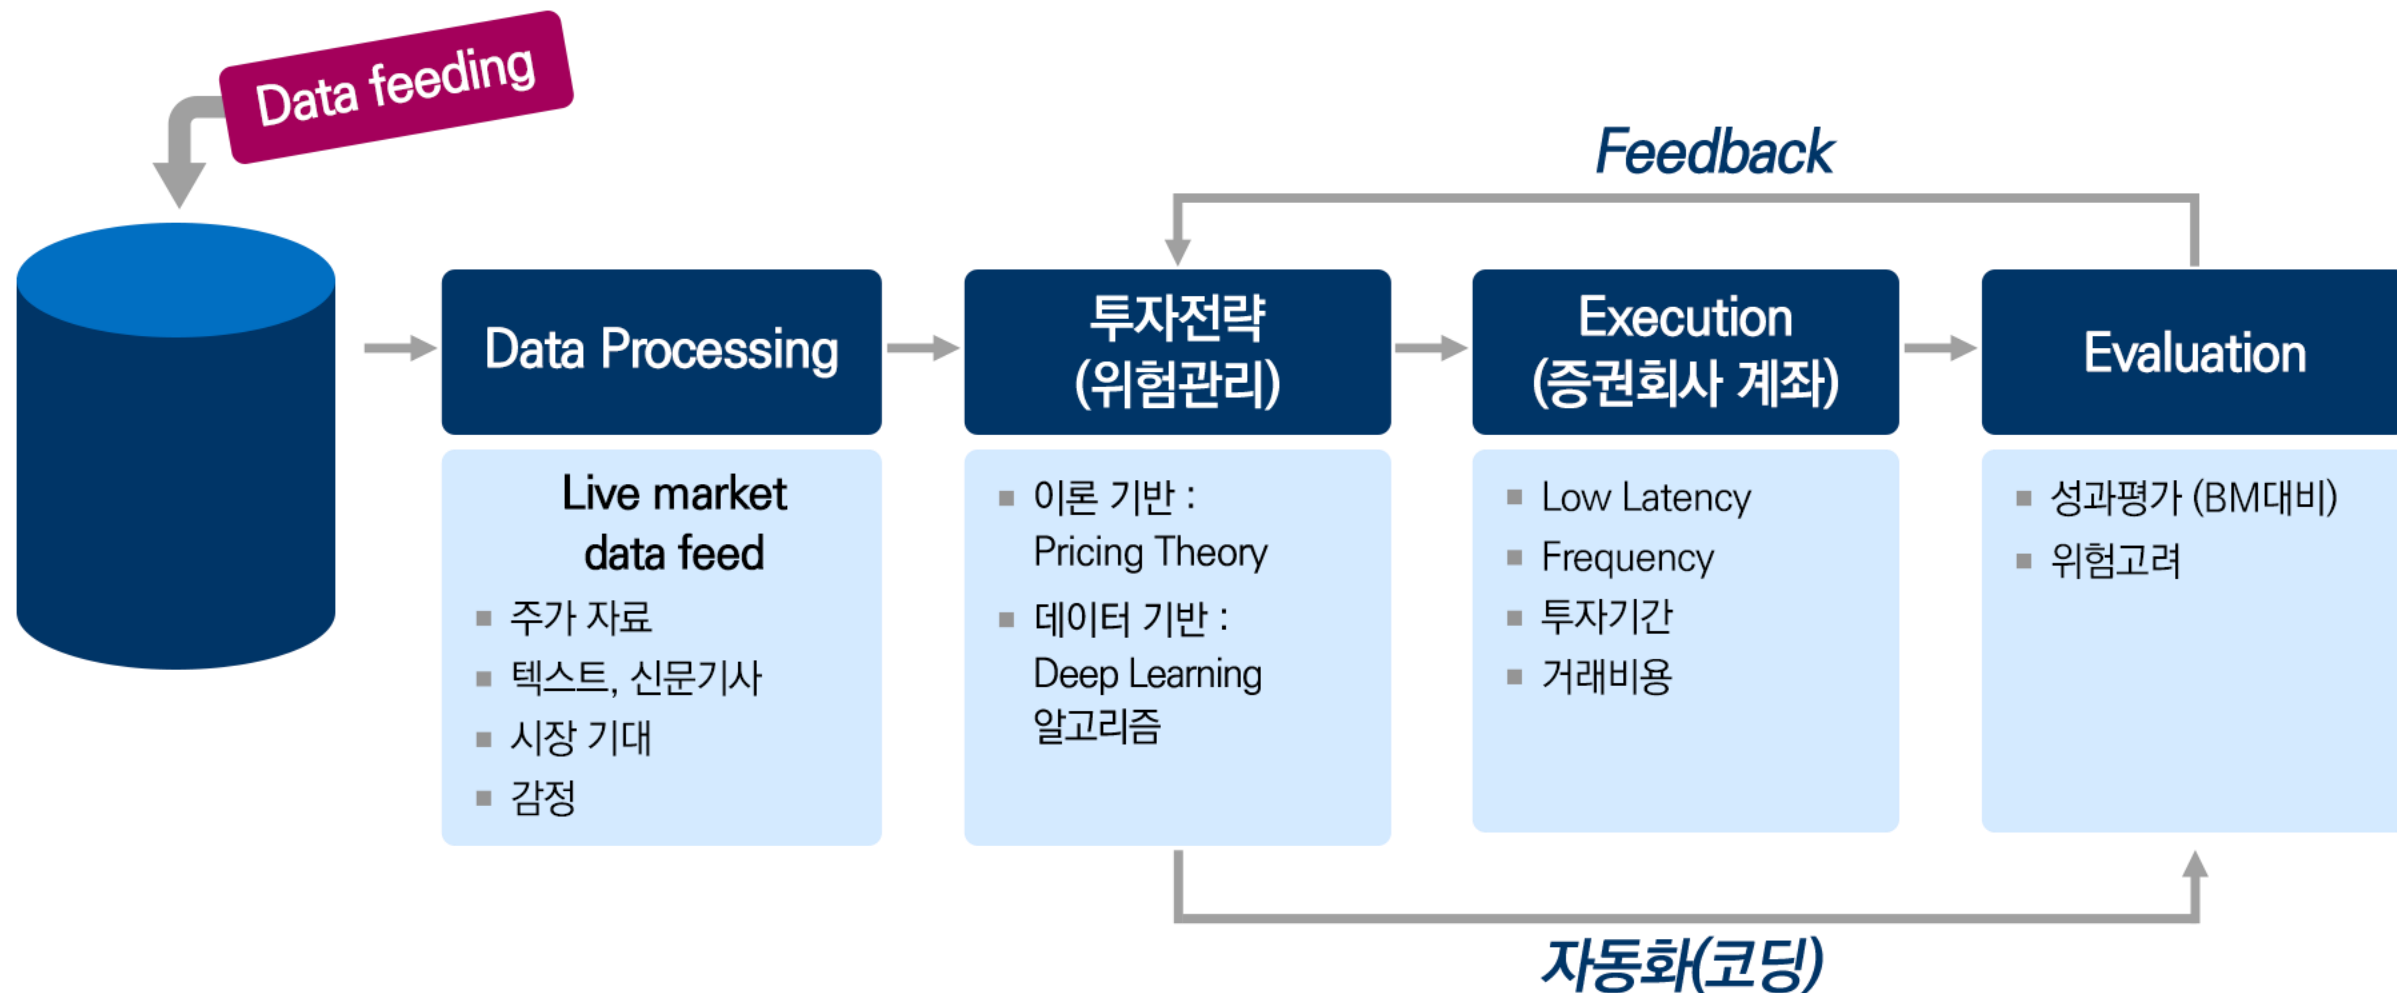 Data feeding
Feedback
Data Processing
투자전략
(위험관리)
Execution
(증권회사 계좌)
Evaluation
Live market
data feed
주가 자료
텍스트, 신문기사
시장 기대
감정
이론 기반 :
Pricing Theory
데이터 기반 :
Deep Learning
알고리즘
Low Latency
Frequency
투자기간
거래비용
성과평가 (BM대비)
위험고려
자동화(코딩)